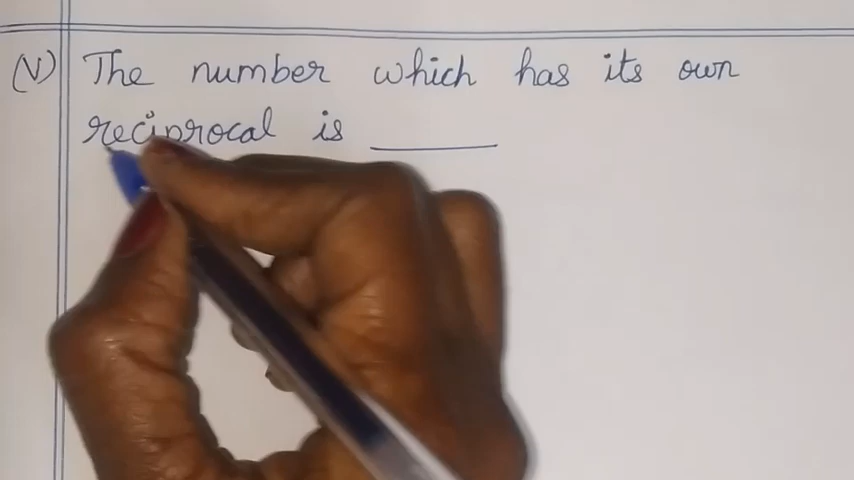 (V) The number which has its own
reciprocal is ______